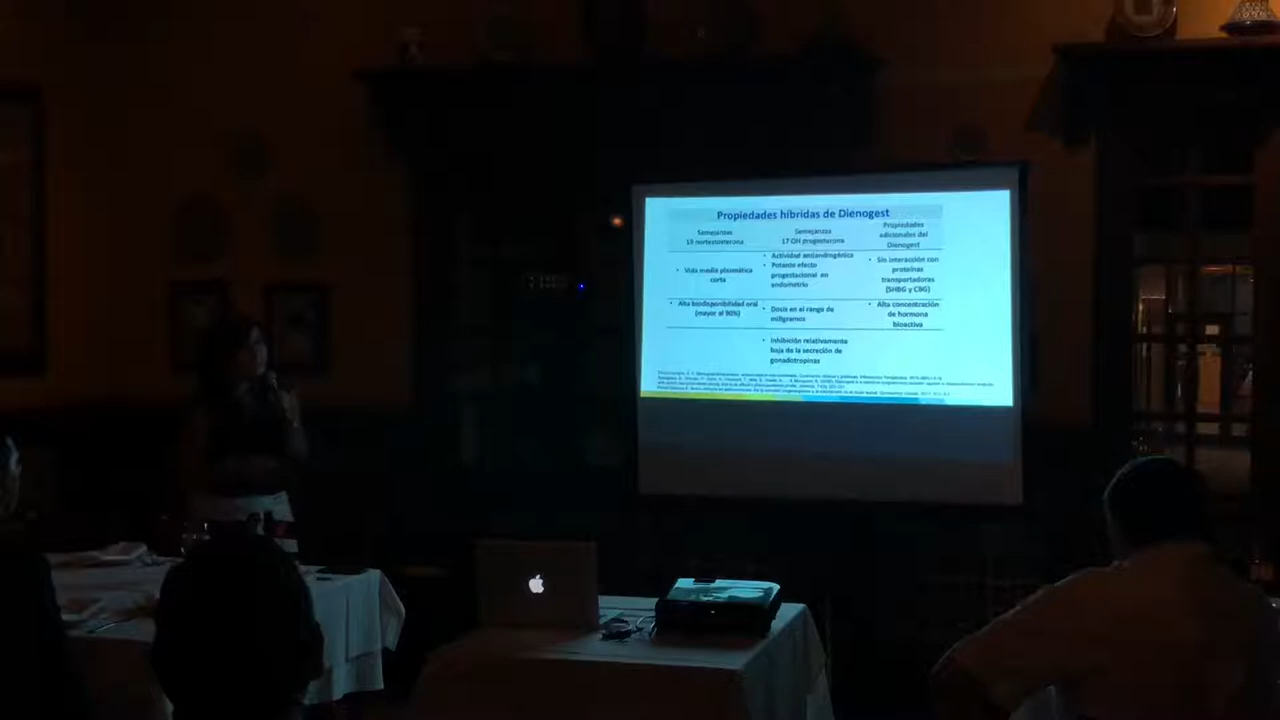 Propiedades híbridas de Dienogest
Semejanzas
19 nortestosterona
Semejanza
17 OH progesterona
Propiedades
adicionales del
Dienogest
• Vida media plasmática
corta
• Actividad antiandrogénica
• Potente efecto
progestacional en
endometrio
• Sin interacción con
proteínas
transportadoras
(SHBG y CBG)
• Alta biodisponibilidad oral
(mayor al 90%)
• Dosis en el rango de
miligramos
• Alta concentración
de hormona
bioactiva
• Inhibición relativamente
baja de la secreción de
gonadotropinas